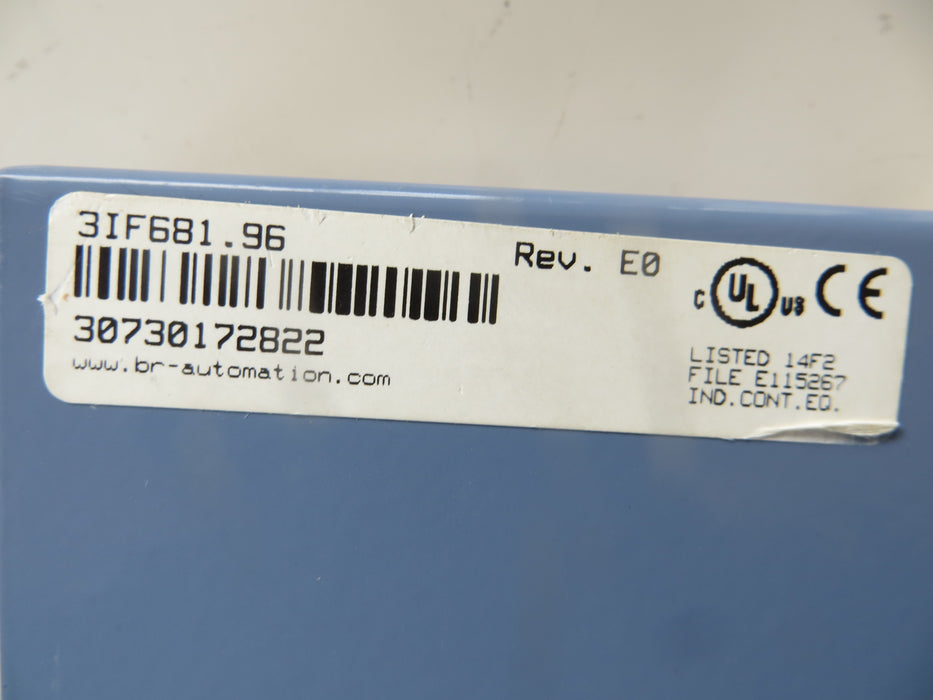 3IF681.96
Rev. E0
30730172822
www.br-automation.com
C UL US CE
LISTED 14F2
FILE E115267
IND.CONT.EQ.